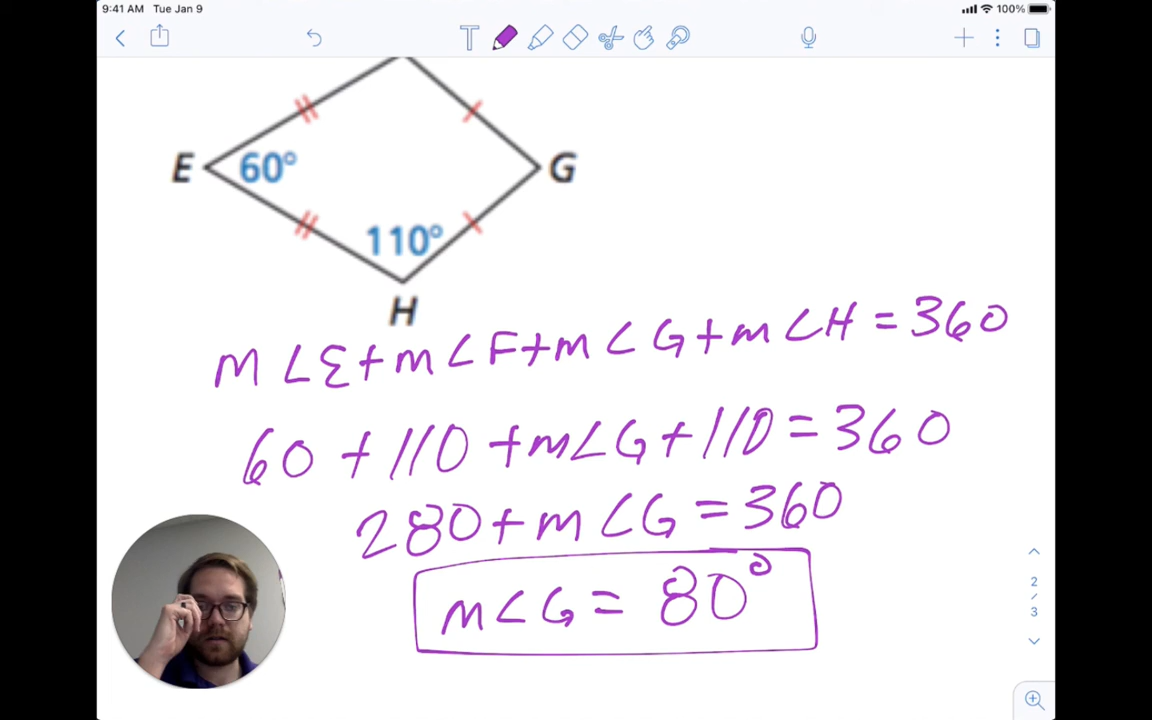 9:41 AM Tue Jan 9
100%
T
E
60°
G
110°
H
m∠E+m∠F+m∠G+m∠H=360
60+110+m∠G+110=360
280+m∠G=360
m∠G=80°
2
/
3